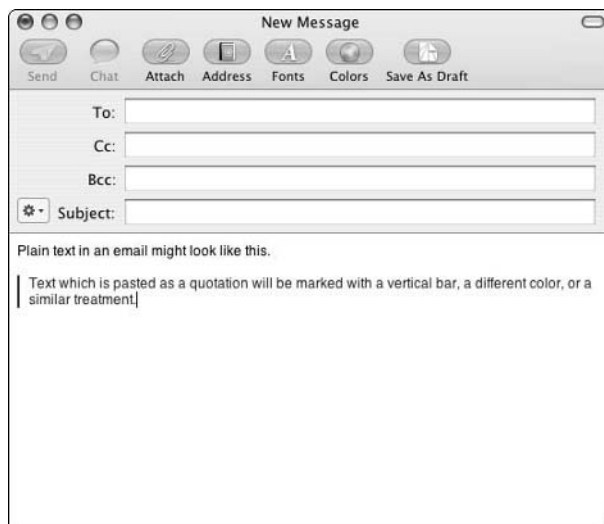 New Message
Send Chat Attach Address Fonts Colors Save As Draft
To:
Cc:
Bcc:
Subject:
Plain text in an email might look like this.
Text which is pasted as a quotation will be marked with a vertical bar, a different color, or a
similar treatment.